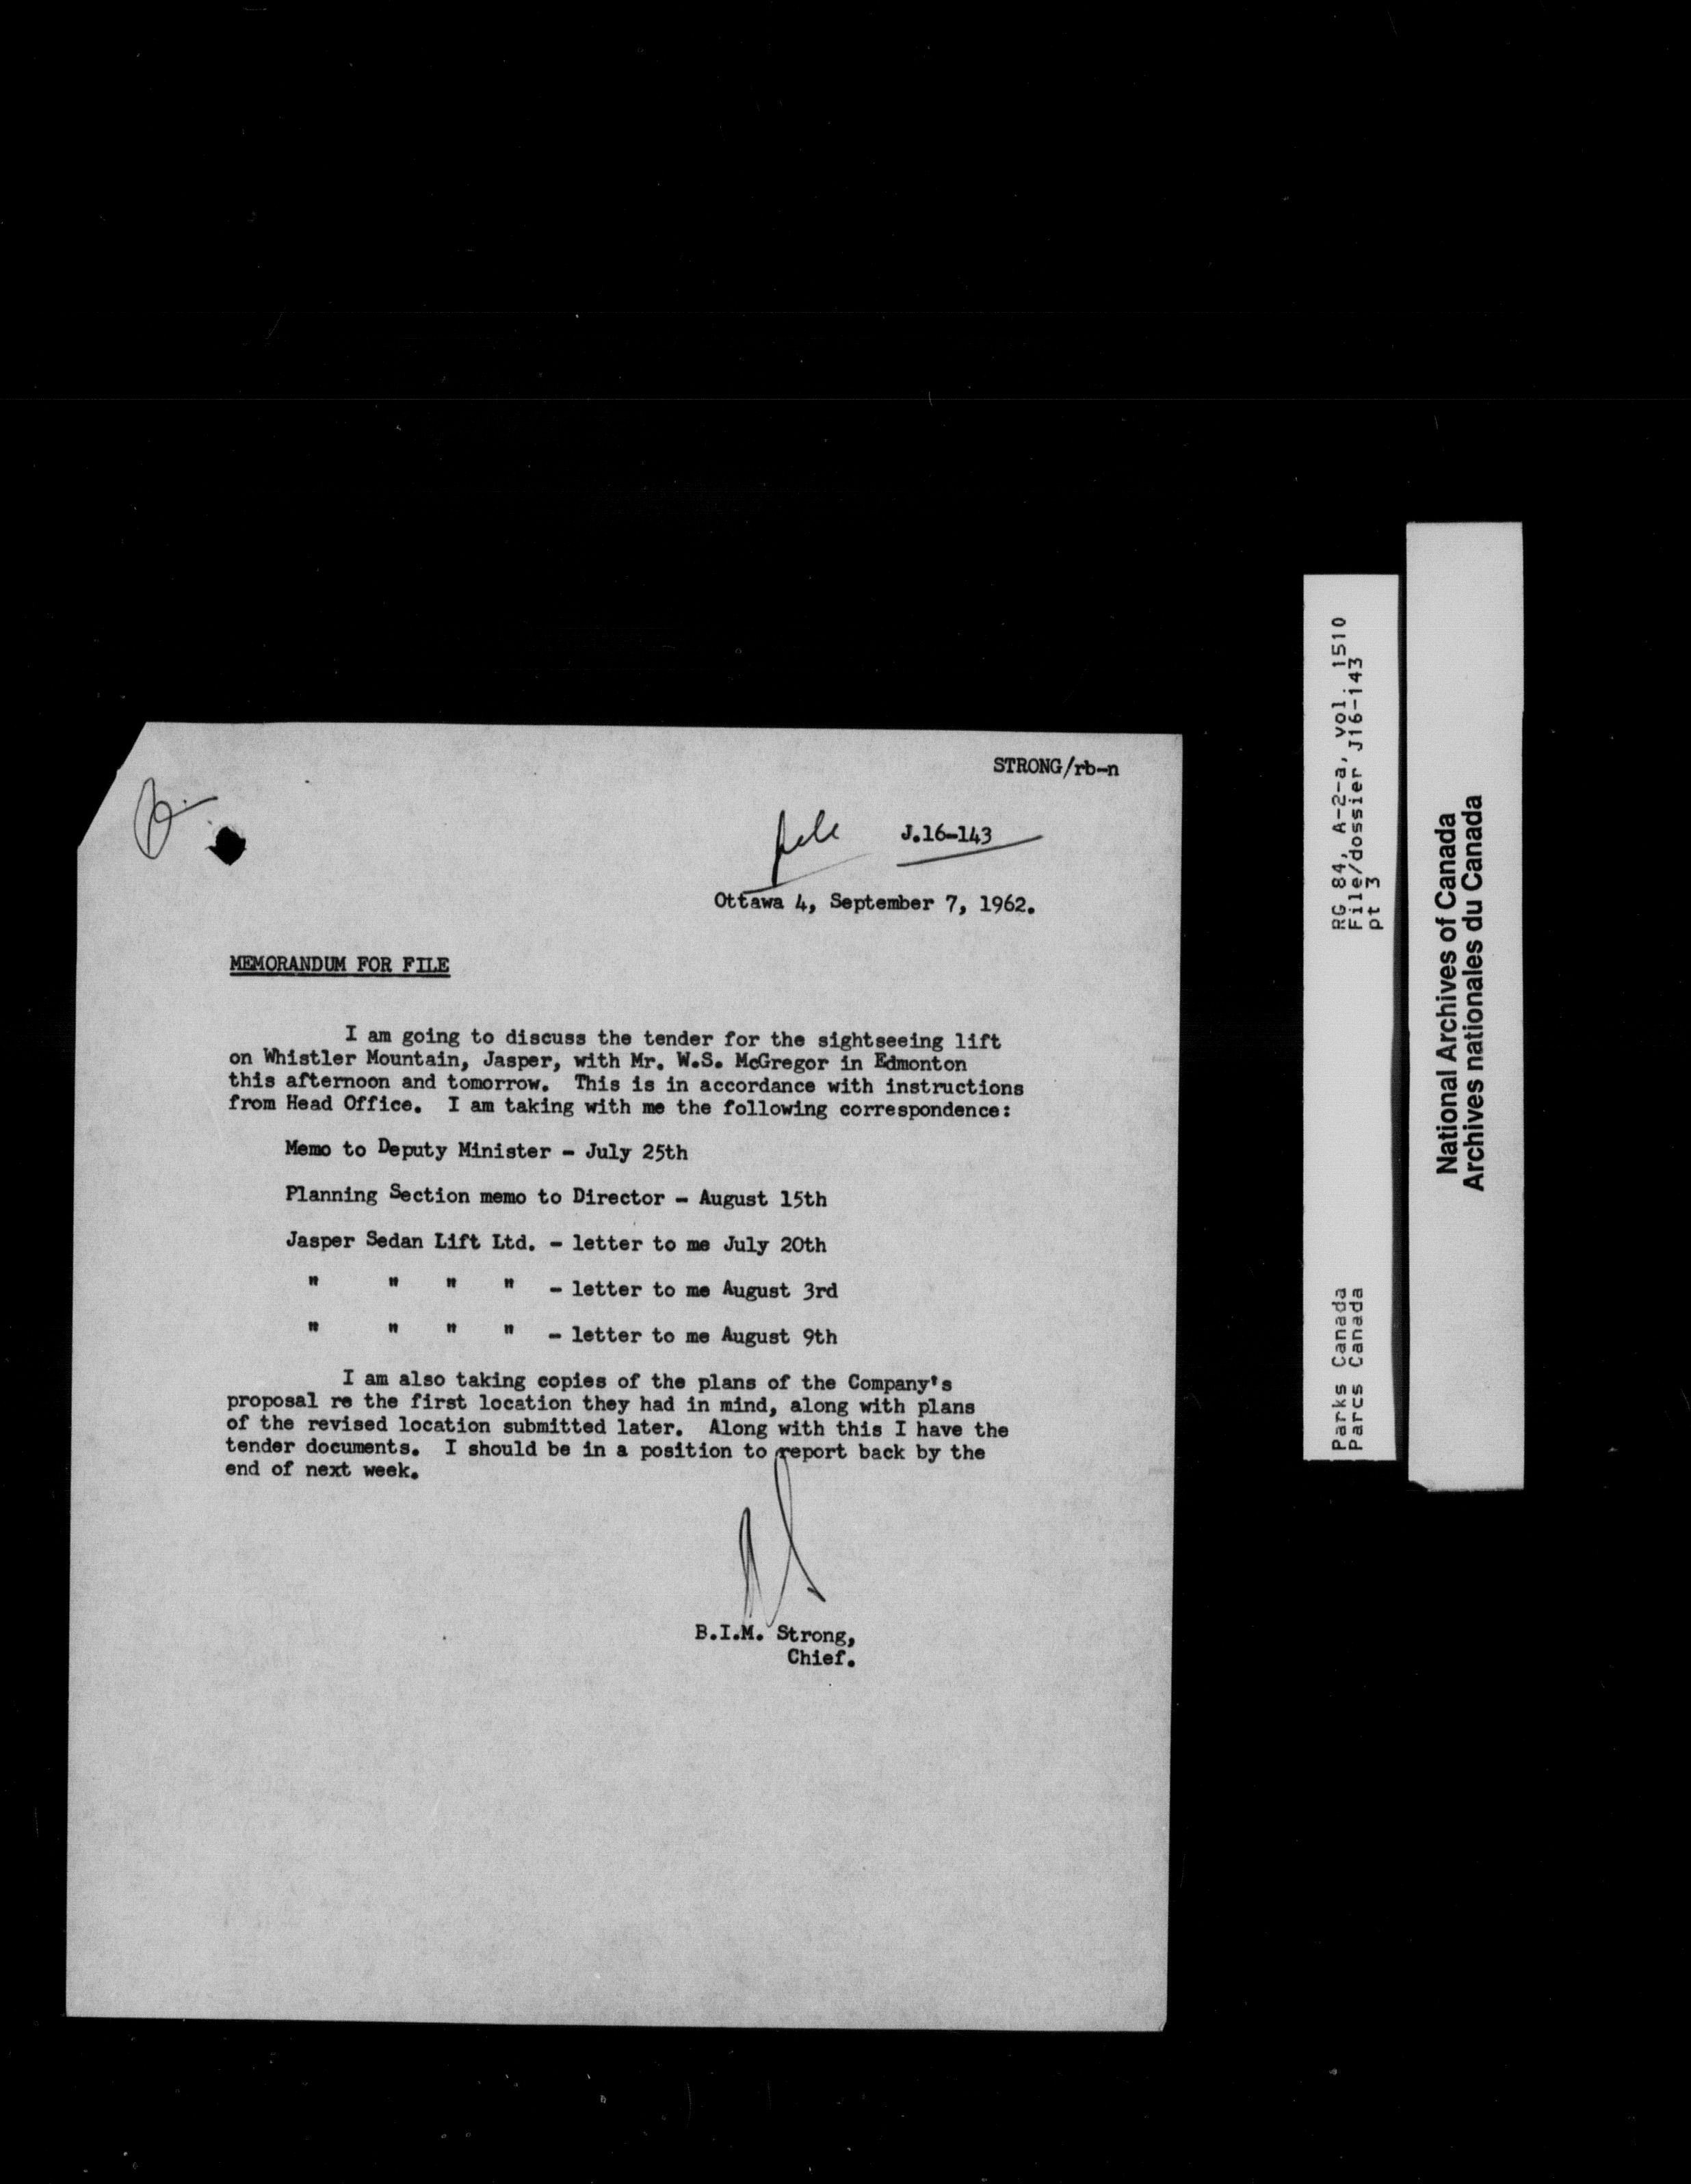 STRONG/rb-n
file J.16-143
Ottawa 4, September 7, 1962.
MEMORANDUM FOR FILE
I am going to discuss the tender for the sightseeing lift
on Whistler Mountain, Jasper, with Mr. W.S. McGregor in Edmonton
this afternoon and tomorrow. This is in accordance with instructions
from Head Office. I am taking with me the following correspondence:
Memo to Deputy Minister - July 25th
Planning Section memo to Director - August 15th
Jasper Sedan Lift Ltd. - letter to me July 20th
" " " " - letter to me August 3rd
" " " " - letter to me August 9th
I am also taking copies of the plans of the Company's
proposal re the first location they had in mind, along with plans
of the revised location submitted later. Along with this I have the
tender documents. I should be in a position to report back by the
end of next week.
B.I.M. Strong,
Chief.
RG 84, A-2-a, vol. 1510
File/dossier J16-143
pt 3
Parks Canada
Parcs Canada
National Archives of Canada
Archives nationales du Canada